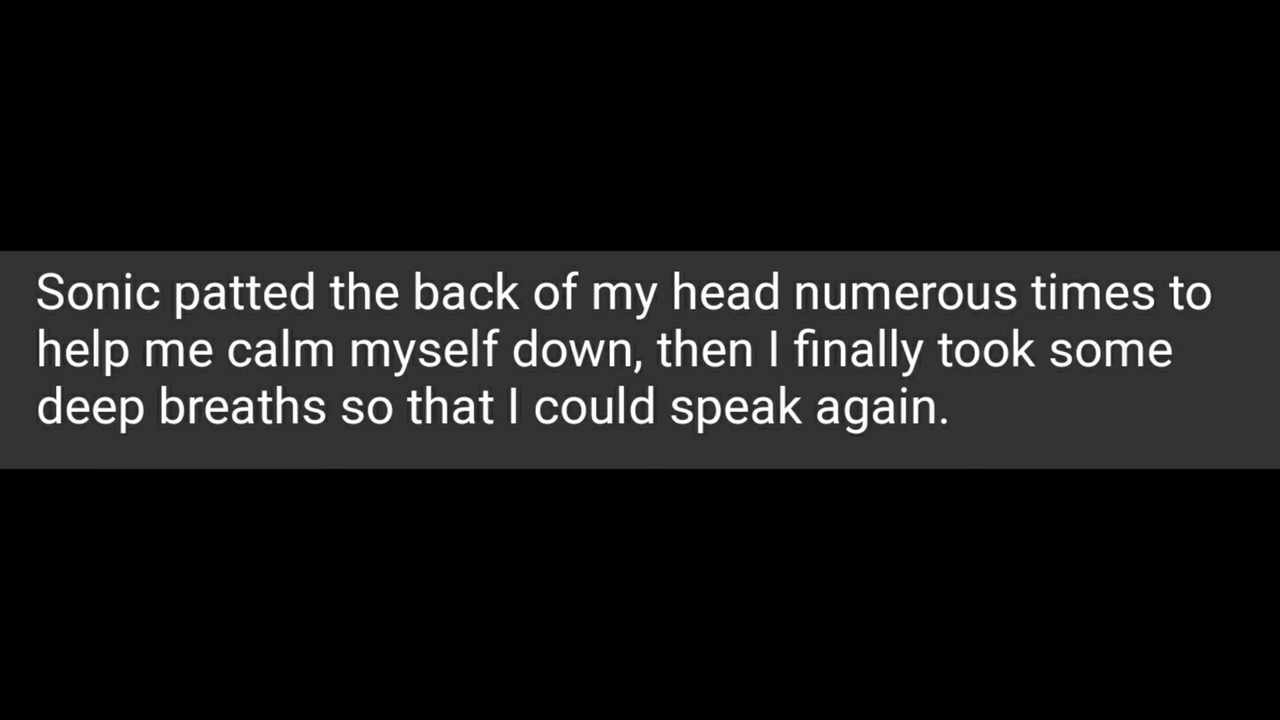 Sonic patted the back of my head numerous times to
help me calm myself down, then I finally took some
deep breaths so that I could speak again.